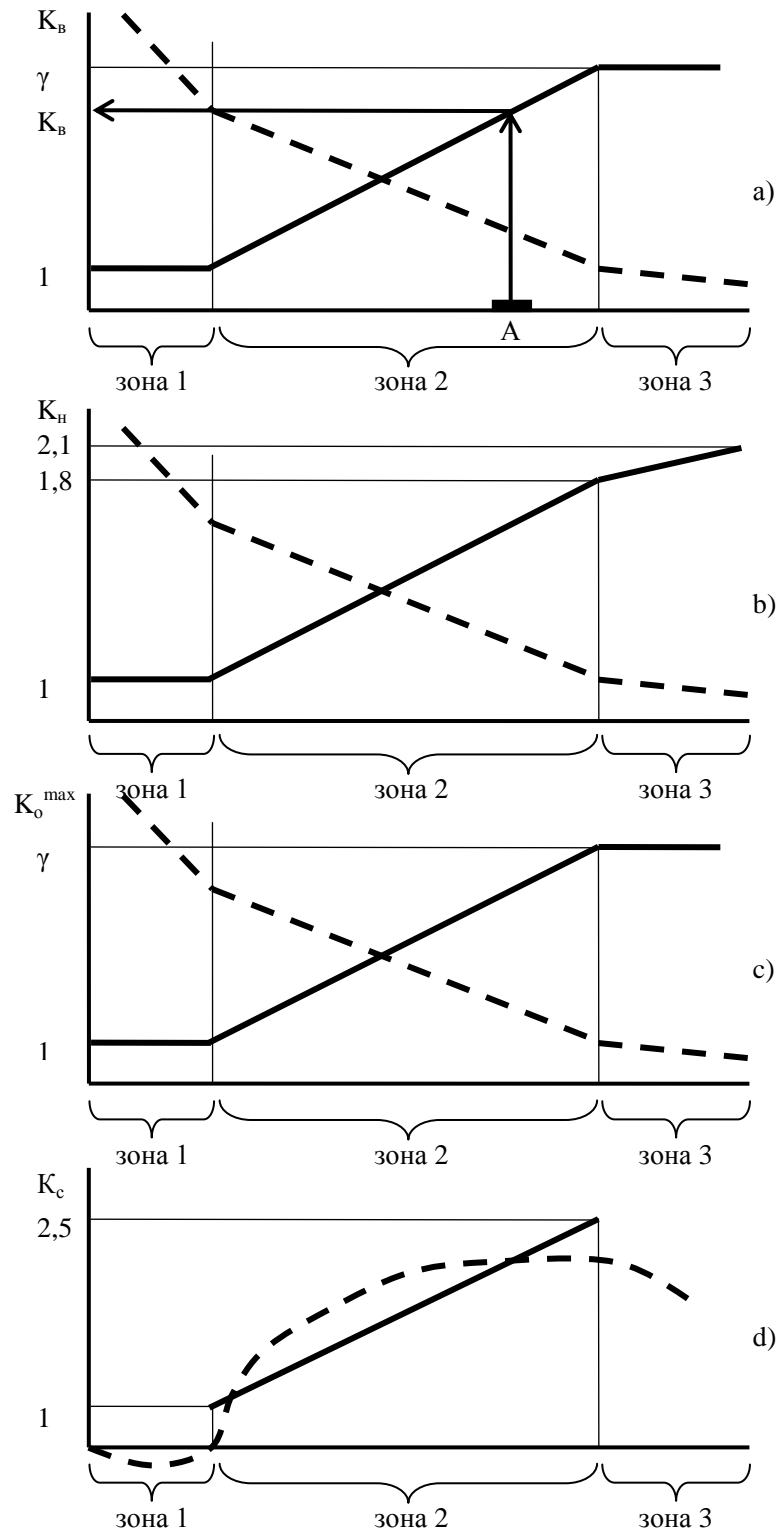 Kв
γ
Kв
a)
1
A
зона 1 зона 2 зона 3
Kн
2,1
1,8
b)
1
зона 1 зона 2 зона 3
Kоmax
γ
c)
1
зона 1 зона 2 зона 3
Kс
2,5
d)
1
зона 1 зона 2 зона 3